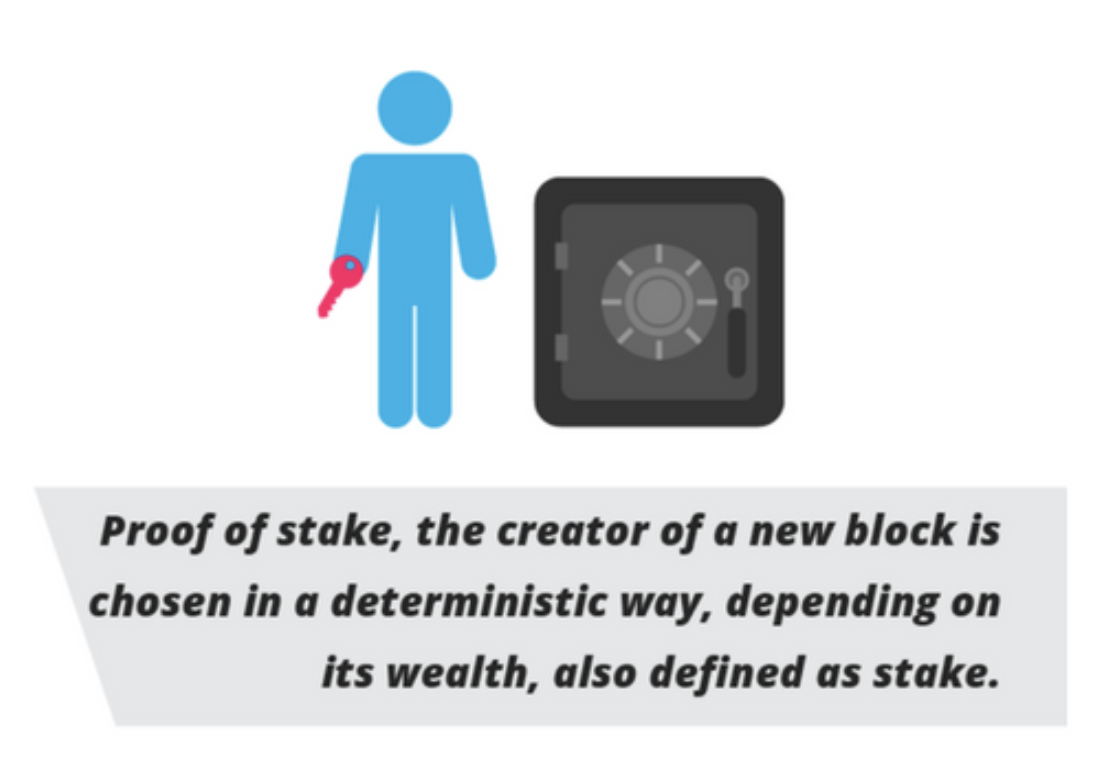 Proof of stake, the creator of a new block is
chosen in a deterministic way, depending on
its wealth, also defined as stake.